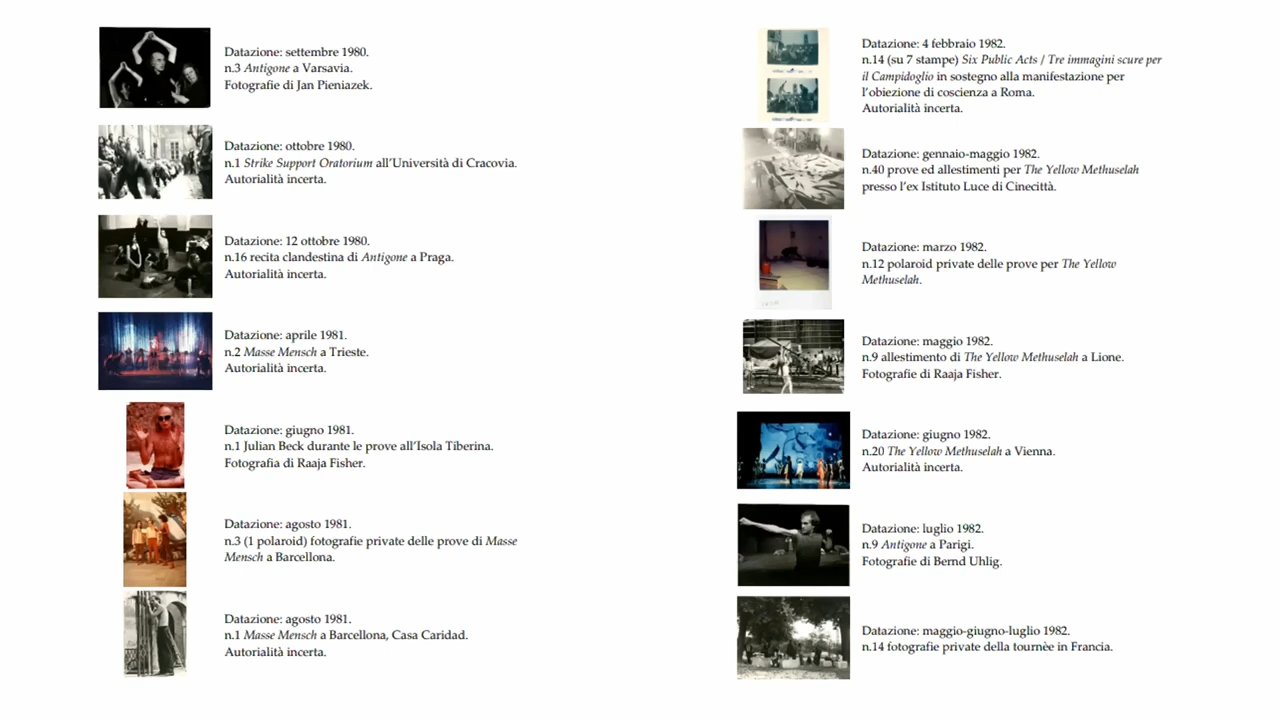 Datazione: settembre 1980.
n.3 Antigone a Varsavia.
Fotografie di Jan Pieniazek.
Datazione: ottobre 1980.
n.1 Strike Support Oratorium all'Università di Cracovia.
Autorialità incerta.
Datazione: 12 ottobre 1980.
n.16 recita clandestina di Antigone a Praga.
Autorialità incerta.
Datazione: aprile 1981.
n.2 Masse Mensch a Trieste.
Autorialità incerta.
Datazione: giugno 1981.
n.1 Julian Beck durante le prove all'Isola Tiberina.
Fotografia di Raaja Fisher.
Datazione: agosto 1981.
n.3 (1 polaroid) fotografie private delle prove di Masse
Mensch a Barcellona.
Datazione: agosto 1981.
n.1 Masse Mensch a Barcellona, Casa Caridad.
Autorialità incerta.
Datazione: 4 febbraio 1982.
n.14 (su 7 stampe) Six Public Acts / Tre immagini scure per
il Campidoglio in sostegno alla manifestazione per
l'obiezione di coscienza a Roma.
Autorialità incerta.
Datazione: gennaio-maggio 1982.
n.40 prove ed allestimenti per The Yellow Methuselah
presso l'ex Istituto Luce di Cinecittà.
Datazione: marzo 1982.
n.12 polaroid private delle prove per The Yellow
Methuselah.
Datazione: maggio 1982.
n.9 allestimento di The Yellow Methuselah a Lione.
Fotografie di Raaja Fisher.
Datazione: giugno 1982.
n.20 The Yellow Methuselah a Vienna.
Autorialità incerta.
Datazione: luglio 1982.
n.9 Antigone a Parigi.
Fotografie di Bernd Uhlig.
Datazione: maggio-giugno-luglio 1982.
n.14 fotografie private della tournèe in Francia.